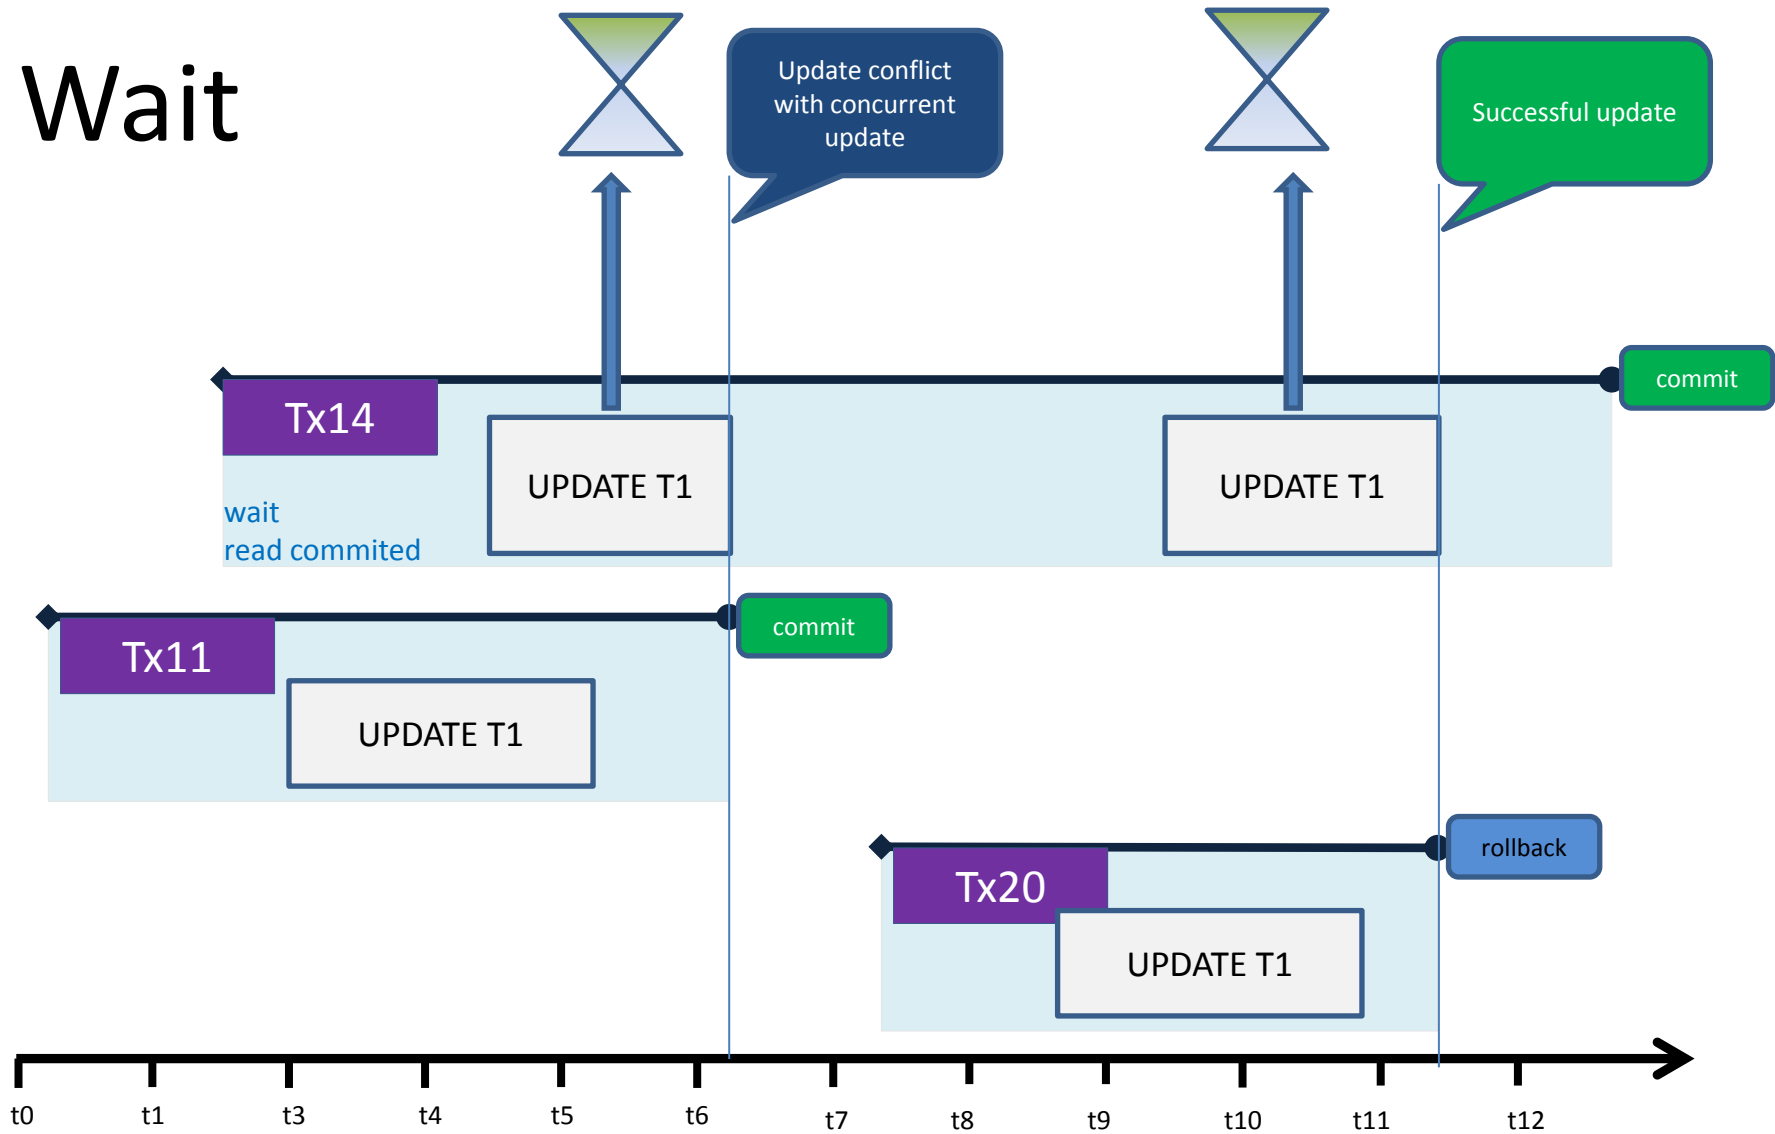 Wait
Update conflict
with concurrent
update
Successful update
commit
Tx14
UPDATE T1
UPDATE T1
wait
read commited
commit
Tx11
UPDATE T1
rollback
Tx20
UPDATE T1
t0
t1
t3
t4
t5
t6
t7
t8
t9
t10
t11
t12